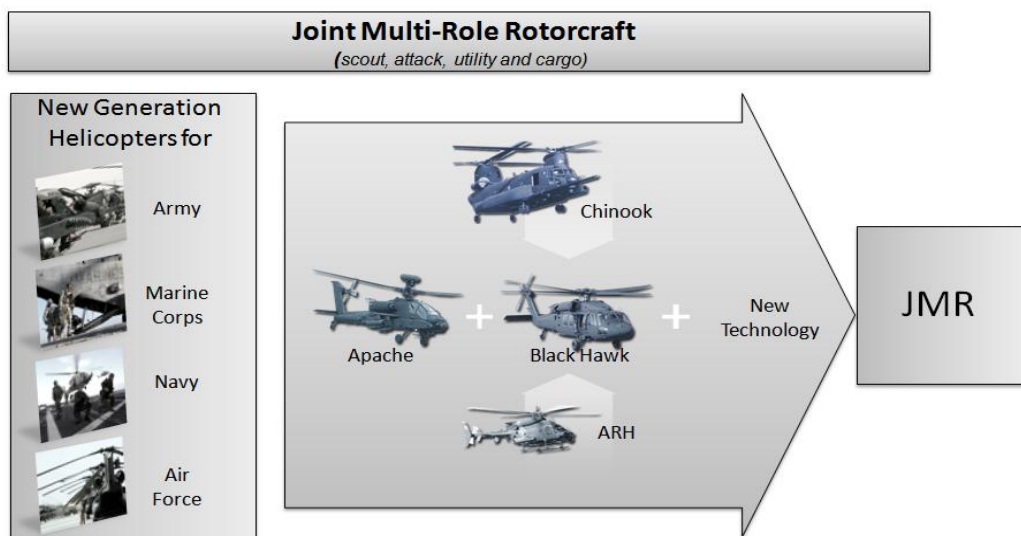 Joint Multi-Role Rotorcraft
(scout, attack, utility and cargo)
New Generation
Helicopters for
Army
Marine
Corps
Navy
Air
Force
Chinook
Apache
+
Black Hawk
+
New
Technology
ARH
JMR